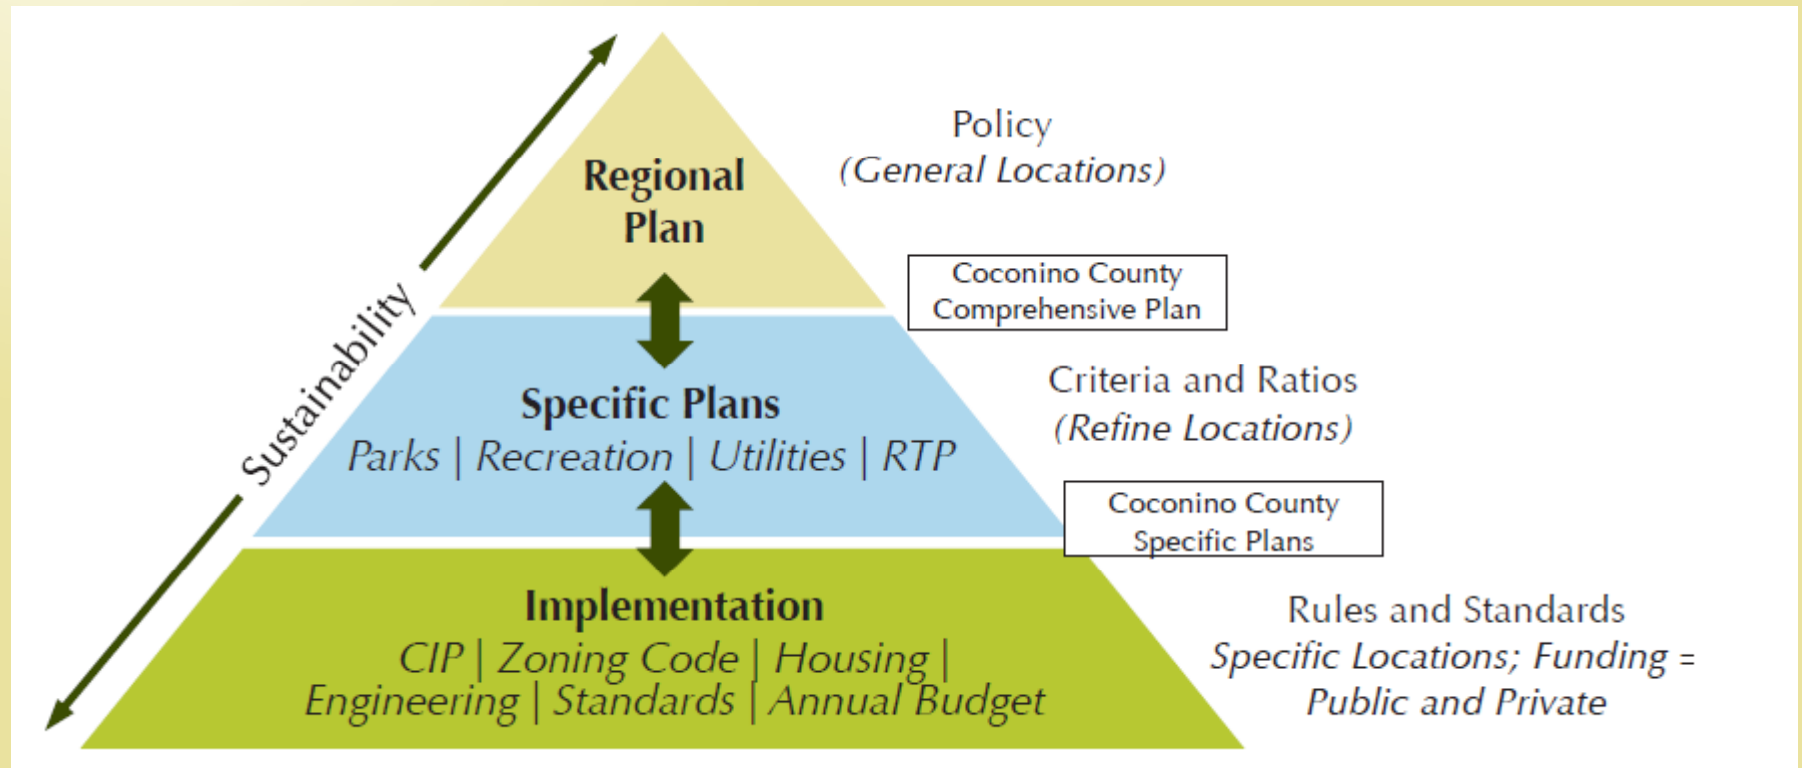 Policy
(General Locations)
Regional
Plan
Coconino County
Comprehensive Plan
Sustainability
Criteria and Ratios
(Refine Locations)
Specific Plans
Parks | Recreation | Utilities | RTP
Coconino County
Specific Plans
Implementation
CIP | Zoning Code | Housing |
Engineering | Standards | Annual Budget
Rules and Standards
Specific Locations; Funding =
Public and Private